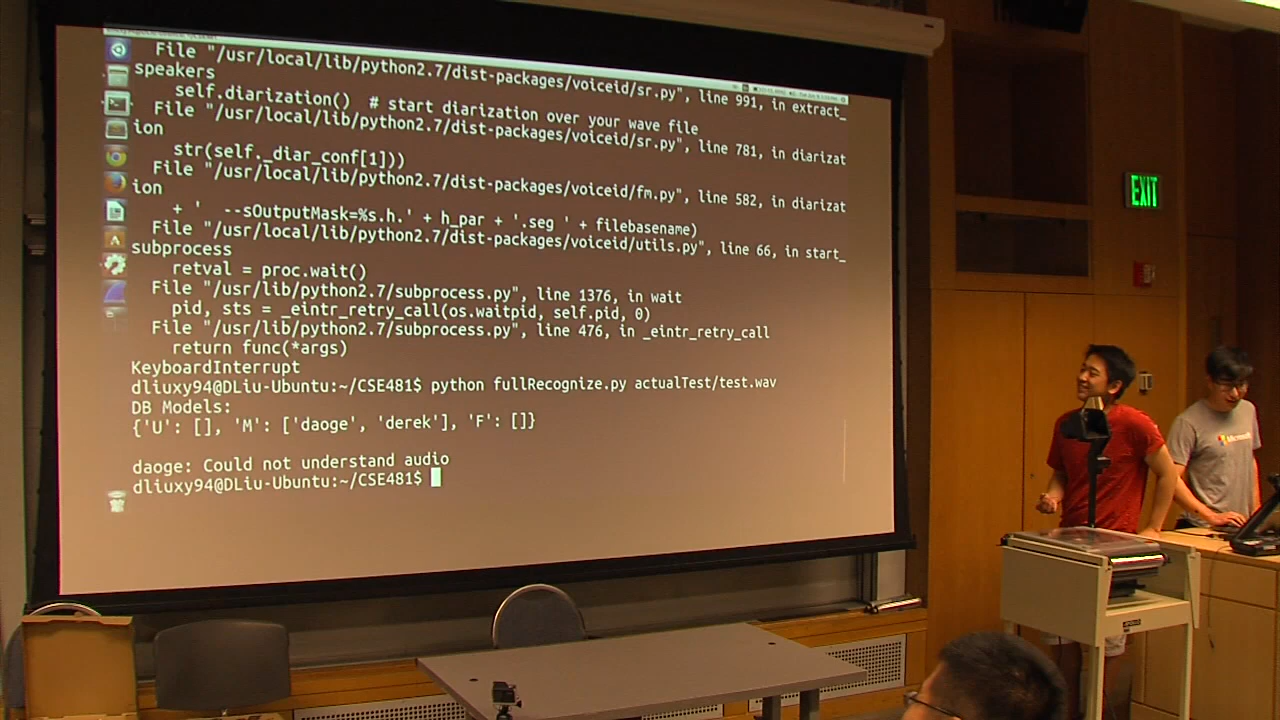 File "/usr/local/lib/python2.7/dist-packages/voiceid/sr.py", line 991, in extract_
speakers
self.diarization()  # start diarization over your wave file
File "/usr/local/lib/python2.7/dist-packages/voiceid/sr.py", line 781, in diarizat
ion
str(self._diar_conf[1]))
File "/usr/local/lib/python2.7/dist-packages/voiceid/fm.py", line 582, in diarizat
ion
+ '  --sOutputMask=%s.h.' + h_par + '.seg ' + filebasename)
File "/usr/local/lib/python2.7/dist-packages/voiceid/utils.py", line 66, in start_
subprocess
retval = proc.wait()
File "/usr/lib/python2.7/subprocess.py", line 1376, in wait
pid, sts = _eintr_retry_call(os.waitpid, self.pid, 0)
File "/usr/lib/python2.7/subprocess.py", line 476, in _eintr_retry_call
return func(*args)
KeyboardInterrupt
dliuxy94@DLiu-Ubuntu:~/CSE481$ python fullRecognize.py actualTest/test.wav
DB Models:
{'U': [], 'M': ['daoge', 'derek'], 'F': []}
daoge: Could not understand audio
dliuxy94@DLiu-Ubuntu:~/CSE481$
EXIT
Microsoft